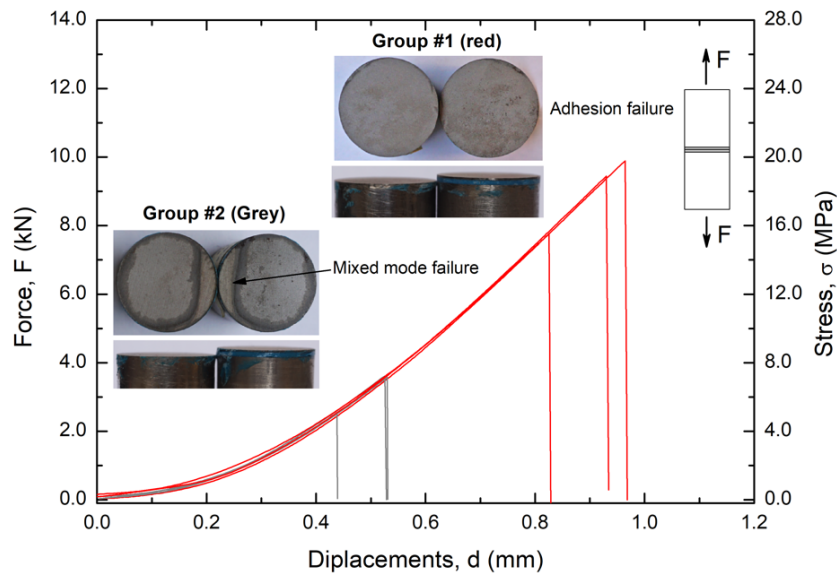 Group #1 (red)
Adhesion failure
F
F
Group #2 (Grey)
Mixed mode failure
Force, F (kN)
14.0
12.0
10.0
8.0
6.0
4.0
2.0
0.0
Stress, σ (MPa)
28.0
24.0
20.0
16.0
12.0
8.0
4.0
0.0
0.0 0.2 0.4 0.6 0.8 1.0 1.2
Diplacements, d (mm)